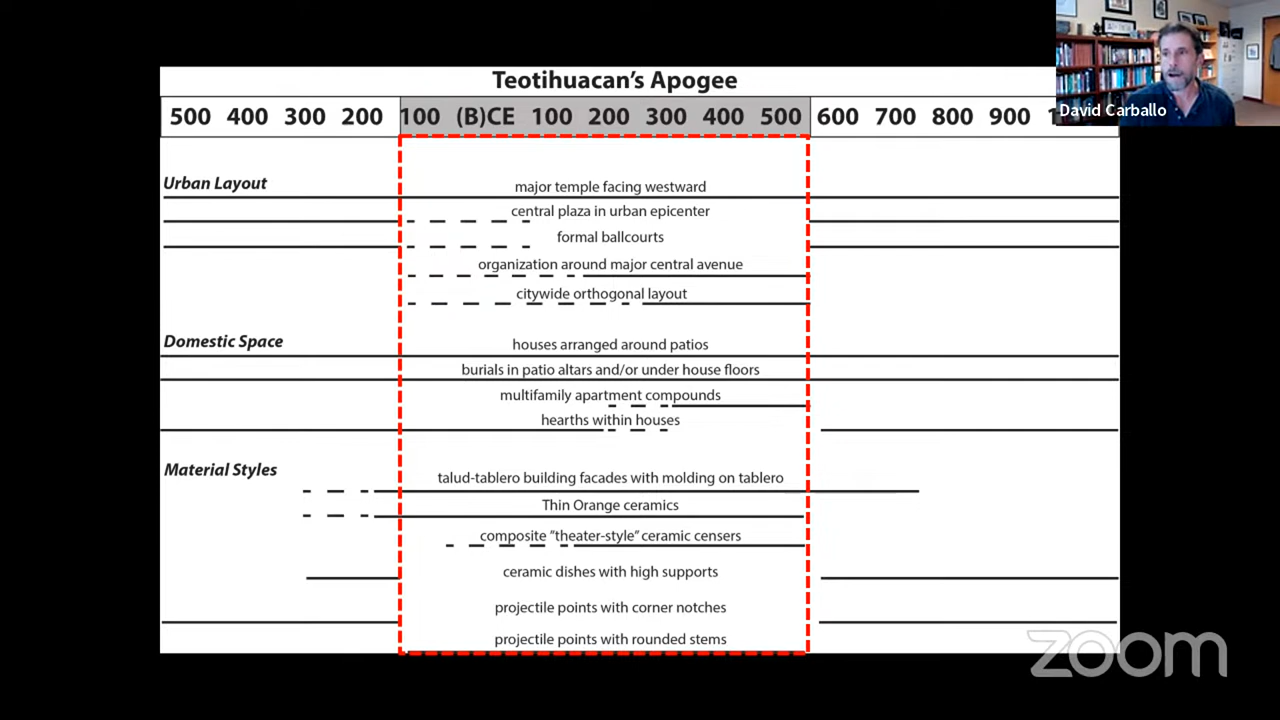 David Carballo
Teotihuacan's Apogee
500 400 300 200 100 (B)CE 100 200 300 400 500 600 700 800 900
Urban Layout
major temple facing westward
central plaza in urban epicenter
formal ballcourts
organization around major central avenue
citywide orthogonal layout
Domestic Space
houses arranged around patios
burials in patio altars and/or under house floors
multifamily apartment compounds
hearths within houses
Material Styles
talud-tablero building facades with molding on tablero
Thin Orange ceramics
composite "theater-style" ceramic censers
ceramic dishes with high supports
projectile points with corner notches
projectile points with rounded stems
zoom